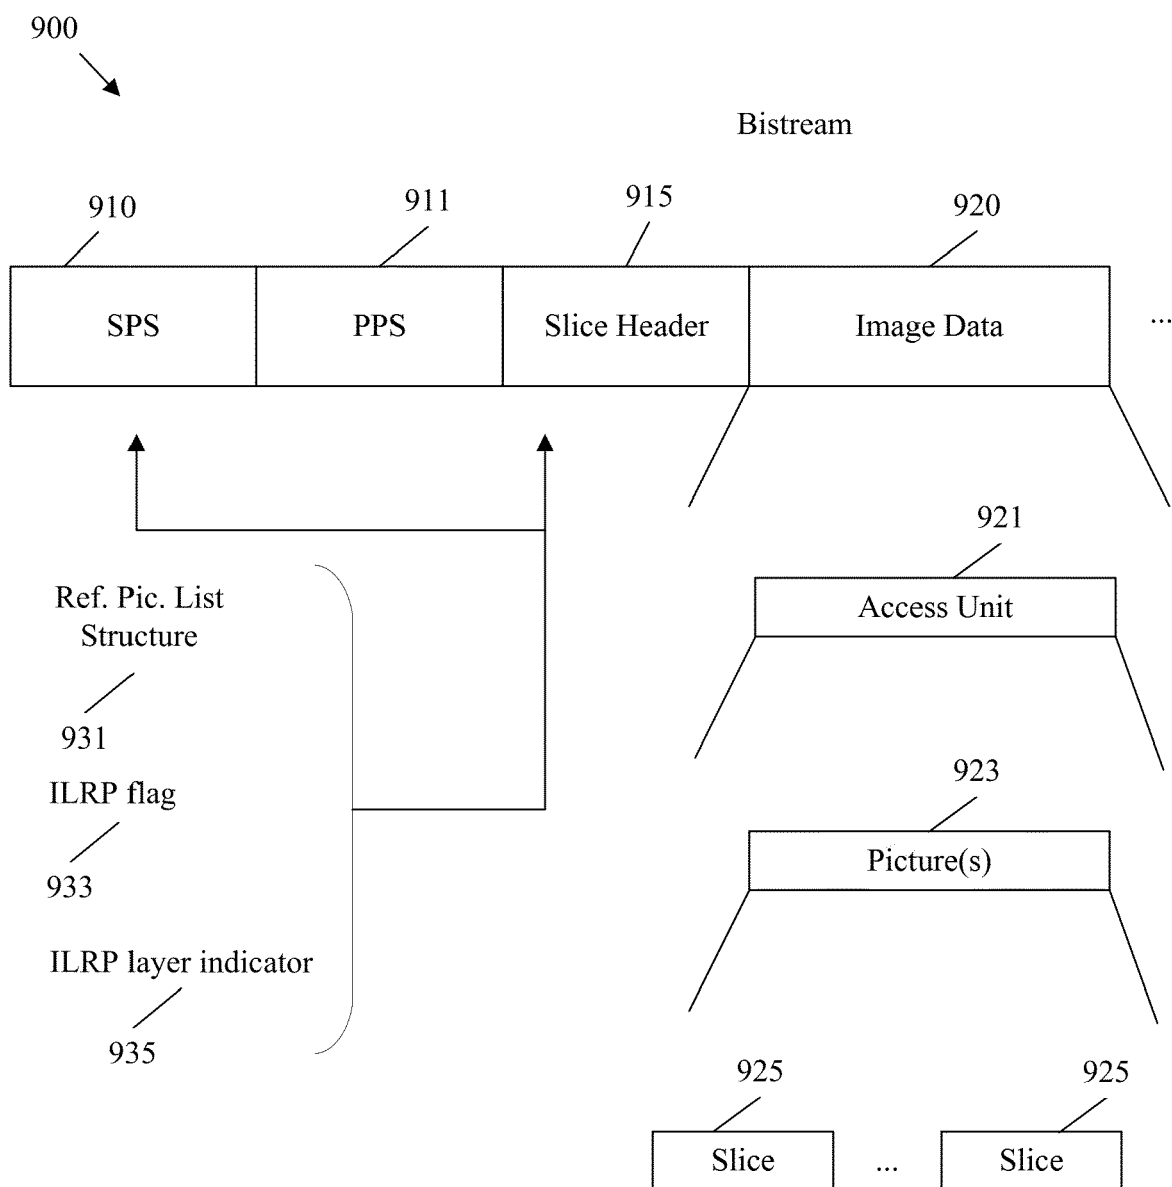 900
Bistream
910
911
915
920
SPS
PPS
Slice Header
Image Data
...
921
Access Unit
Ref. Pic. List
Structure
931
ILRP flag
933
923
Picture(s)
ILRP layer indicator
935
925
925
Slice
...
Slice